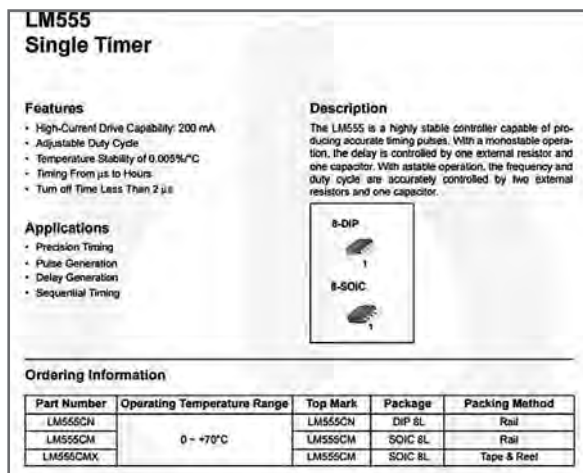 LM555
Single Timer
Features
• High-Current Drive Capability: 200 mA
• Adjustable Duty Cycle
• Temperature Stability of 0.005%/°C
• Timing From μs to Hours
• Turn off Time Less Than 2 μs
Applications
• Precision Timing
• Pulse Generation
• Delay Generation
• Sequential Timing
Description
The LM555 is a highly stable controller capable of pro-
ducing accurate timing pulses. With a monostable opera-
tion, the delay is controlled by one external resistor and
one capacitor. With astable operation, the frequency and
duty cycle are accurately controlled by two external
resistors and one capacitor.
8-DIP
1
8-SOIC
1
Ordering Information
Part Number Operating Temperature Range Top Mark Package Packing Method
LM555CN 0 ~ +70°C LM555CN DIP 8L Rail
LM555CM LM555CM SOIC 8L Rail
LM555CMX LM555CM SOIC 8L Tape & Reel